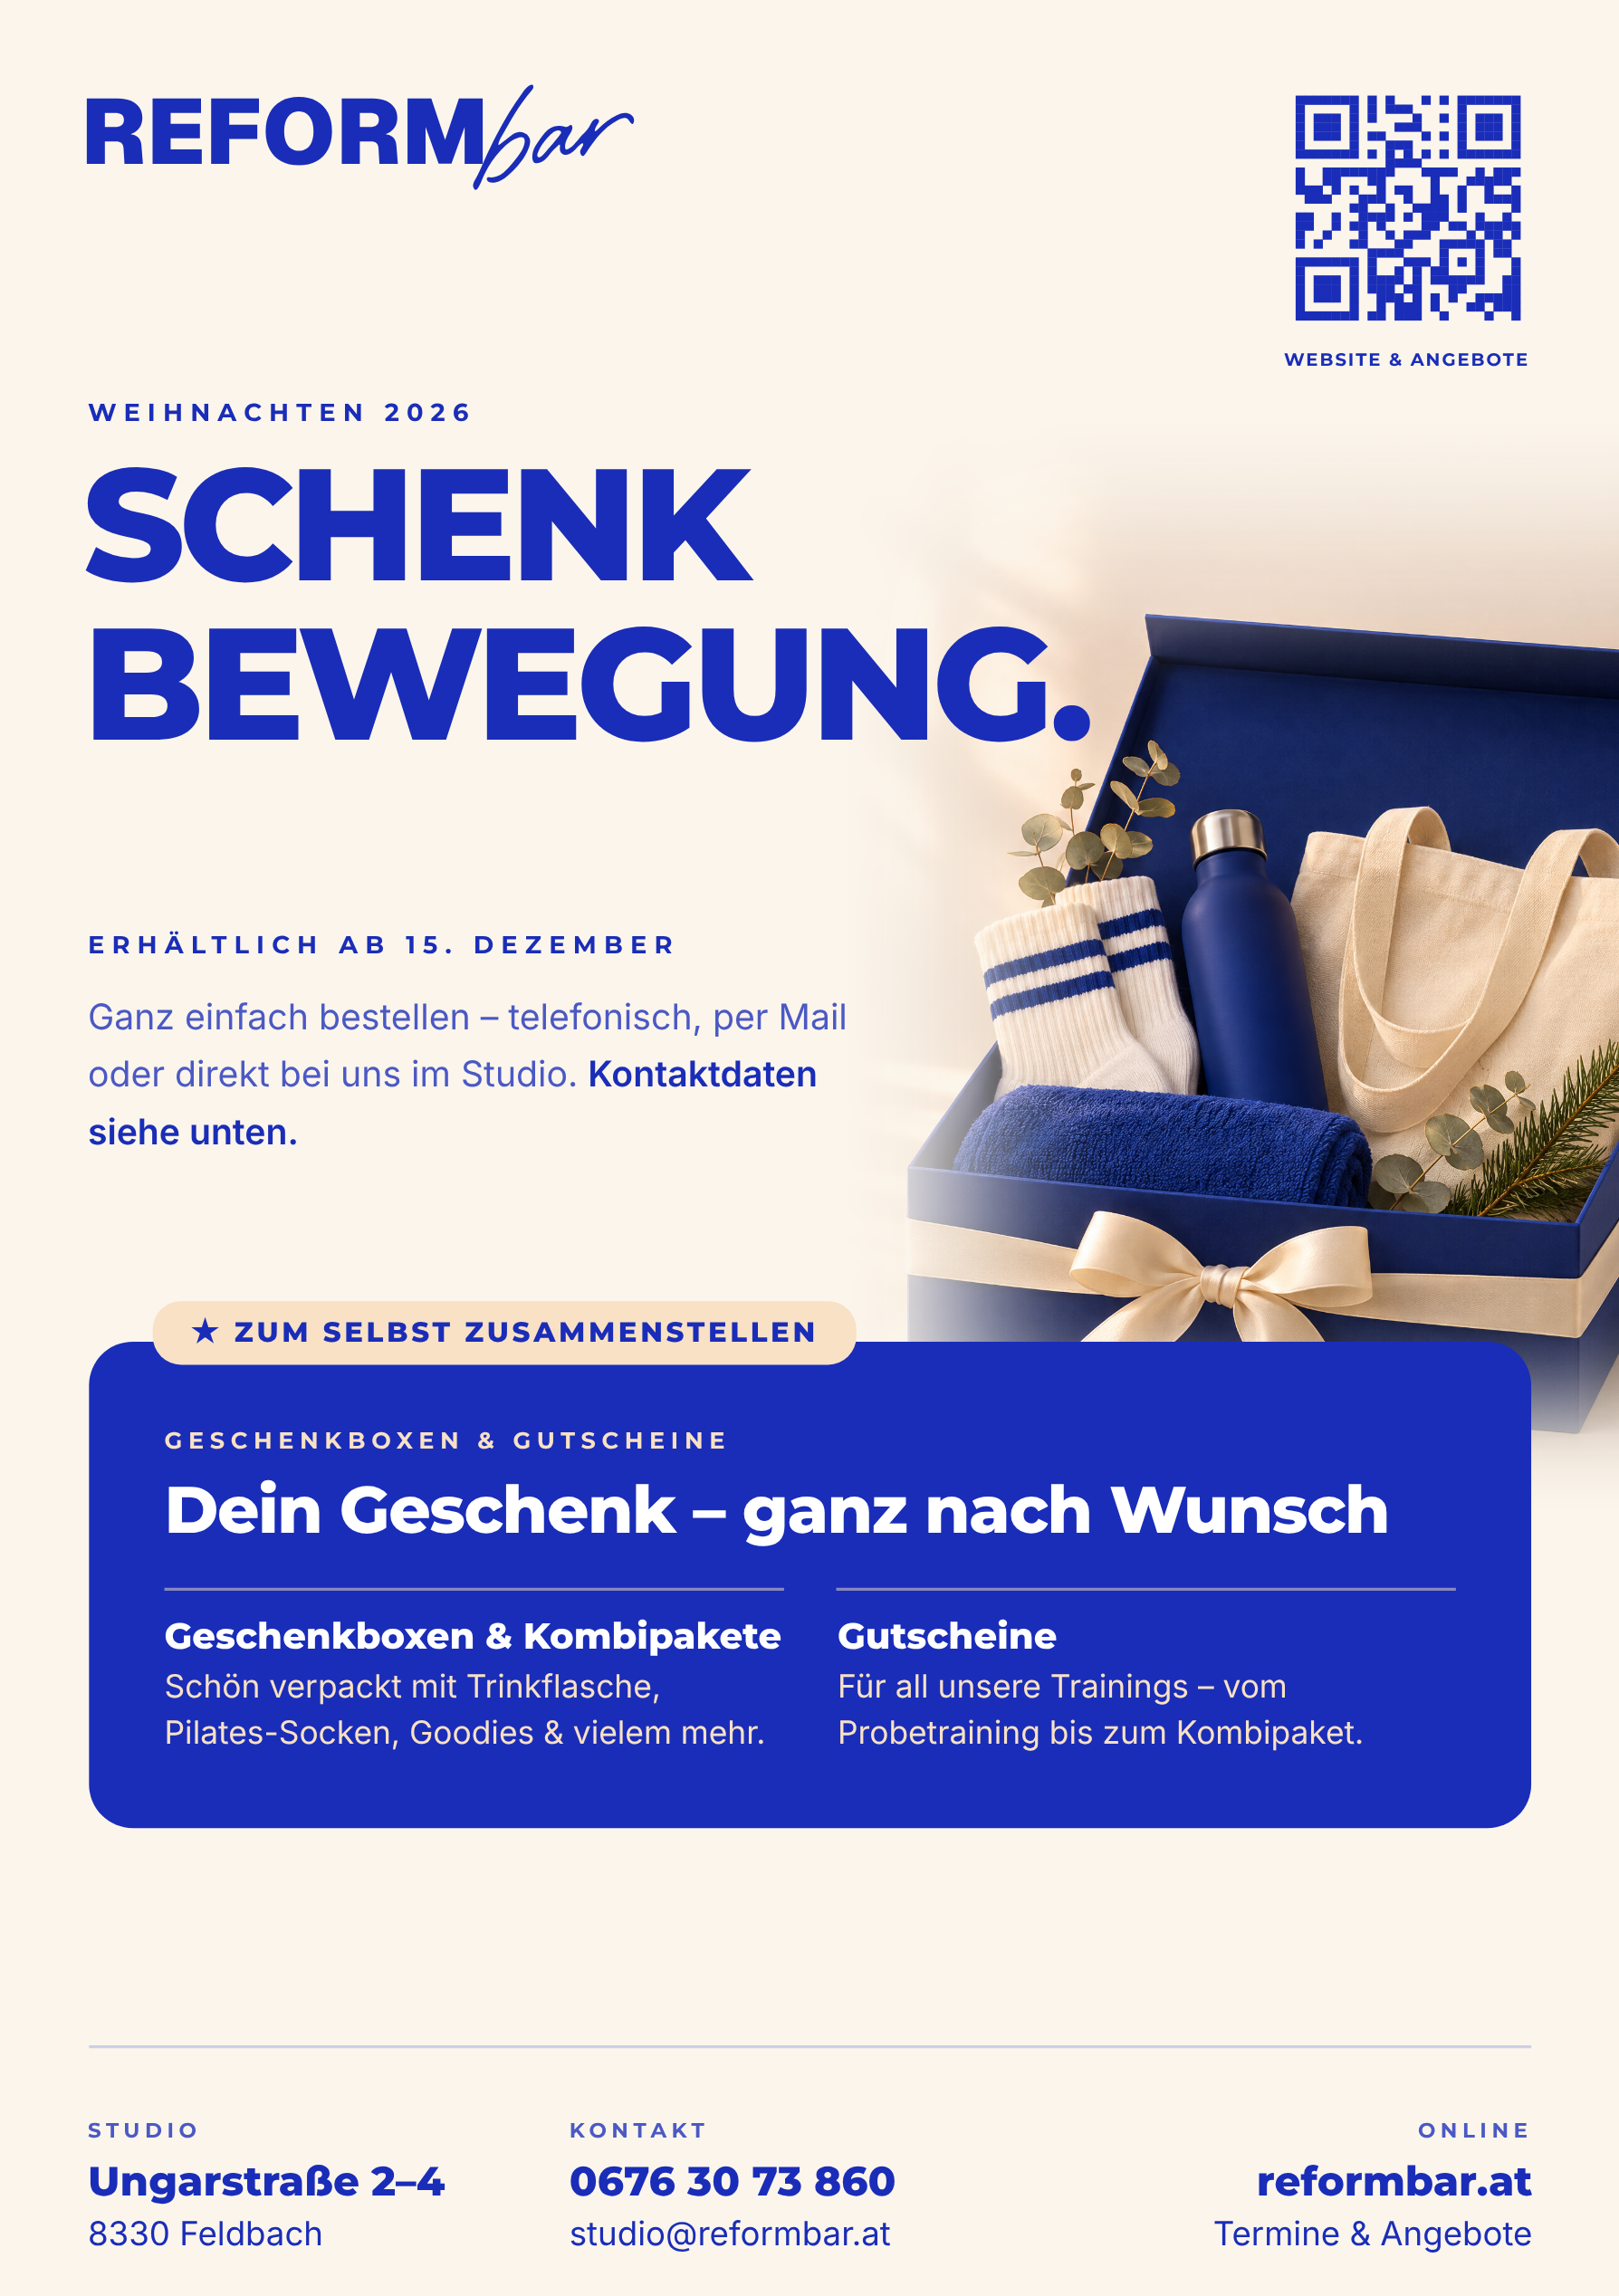 REFORMbar
WEBSITE & ANGEBOTE
WEIHNACHTEN 2026
SCHENK
BEWEGUNG.
ERHÄLTLICH AB 15. DEZEMBER
Ganz einfach bestellen – telefonisch, per Mail
oder direkt bei uns im Studio. Kontaktdaten
siehe unten.
★ ZUM SELBST ZUSAMMENSTELLEN
GESCHENKBOXEN & GUTSCHEINE
Dein Geschenk – ganz nach Wunsch
Geschenkboxen & Kombipakete
Schön verpackt mit Trinkflasche,
Pilates-Socken, Goodies & vielem mehr.
Gutscheine
Für all unsere Trainings – vom
Probetraining bis zum Kombipaket.
STUDIO
Ungarstraße 2–4
8330 Feldbach
KONTAKT
0676 30 73 860
studio@reformbar.at
ONLINE
reformbar.at
Termine & Angebote